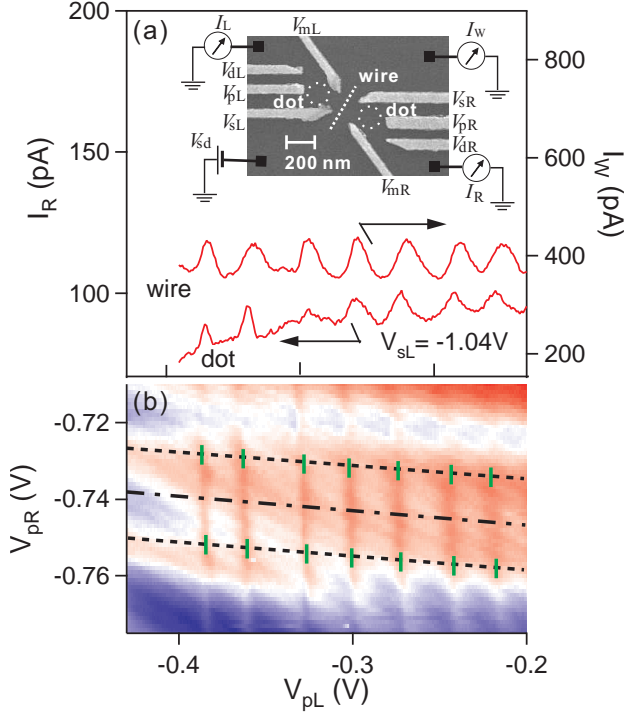 200
(a)
I_L
V_mL
I_W
800
V_dL
wire
V_pL
dot
dot
V_sR
V_sL
V_pR
V_sd
200 nm
V_dR
V_mR
I_R
150
600
I_R (pA)
I_W (pA)
400
wire
100
V_sL= -1.04V
dot
200
(b)
-0.72
-0.74
-0.76
V_pR (V)
-0.4
-0.3
-0.2
V_pL (V)